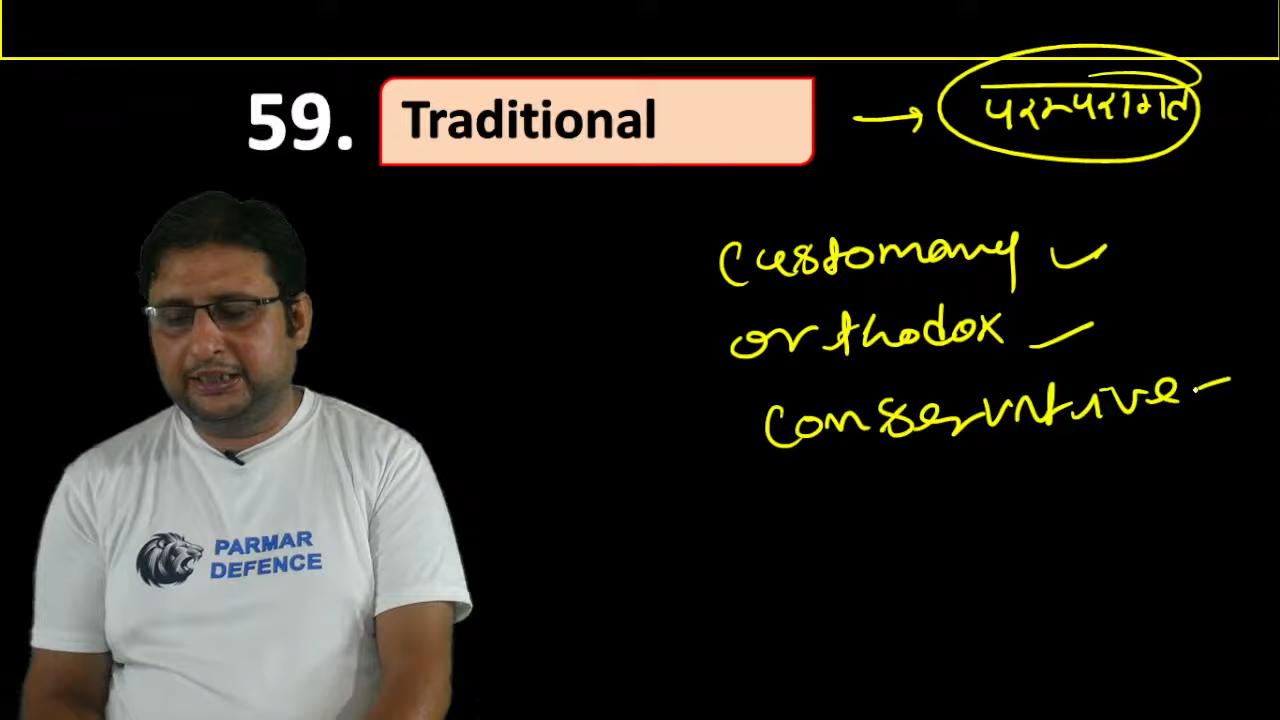 59. Traditional → परम्परागत
Customary
orthodox
conservative
PARMAR
DEFENCE